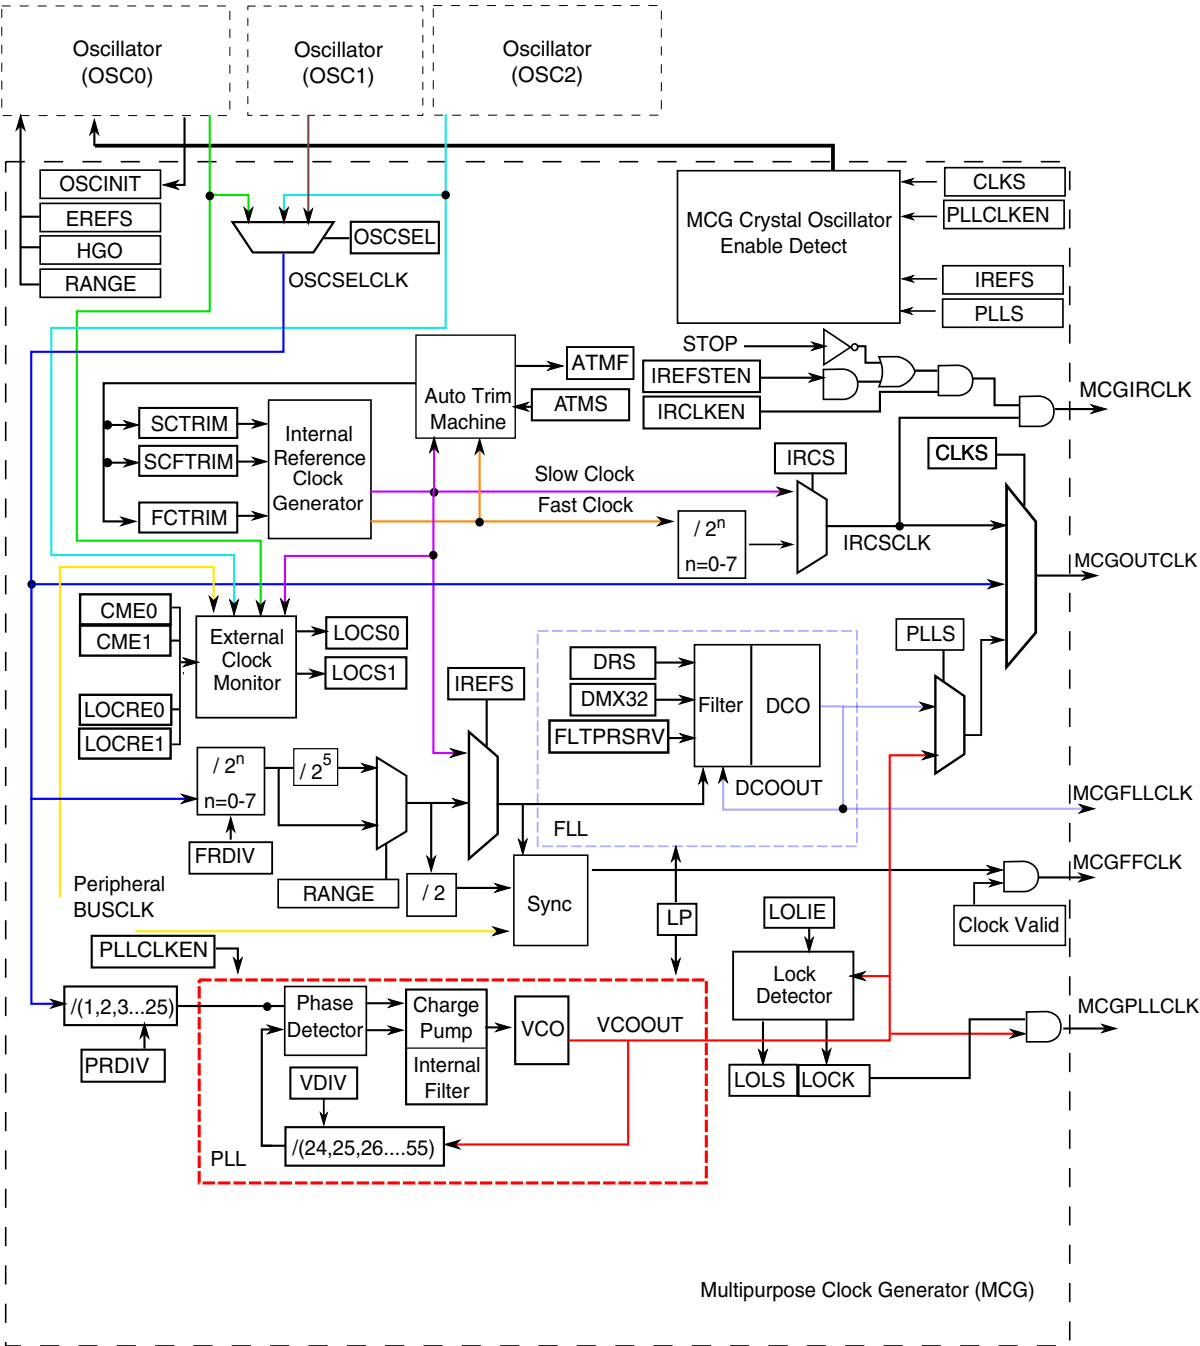 Oscillator
(OSC0)
Oscillator
(OSC1)
Oscillator
(OSC2)
OSCINIT
EREFS
HGO
RANGE
OSCSEL
OSCSELCLK
MCG Crystal Oscillator
Enable Detect
CLKS
PLLCLKEN
IREFS
PLLS
STOP
IREFSTEN
IRCLKEN
MCGIRCLK
Auto Trim
Machine
ATMF
ATMS
SCTRIM
SCFTRIM
FCTRIM
Internal
Reference
Clock
Generator
Slow Clock
Fast Clock
IRCS
CLKS
/ 2n
n=0-7
IRCSCLK
MCGOUTCLK
CME0
CME1
LOCRE0
LOCRE1
External
Clock
Monitor
LOCS0
LOCS1
IREFS
DRS
DMX32
FLTPRSRV
Filter
DCO
PLLS
DCOOUT
FLL
MCGFLLCLK
/ 2n
n=0-7
/ 25
FRDIV
RANGE
/ 2
Sync
MCGFFCLK
Clock Valid
Peripheral
BUSCLK
LP
LOLIE
PLLCLKEN
/(1,2,3...25)
PRDIV
Phase
Detector
Charge
Pump
Internal
Filter
VCO
VCOOUT
Lock
Detector
LOLS
LOCK
MCGPLLCLK
VDIV
/(24,25,26....55)
PLL
Multipurpose Clock Generator (MCG)